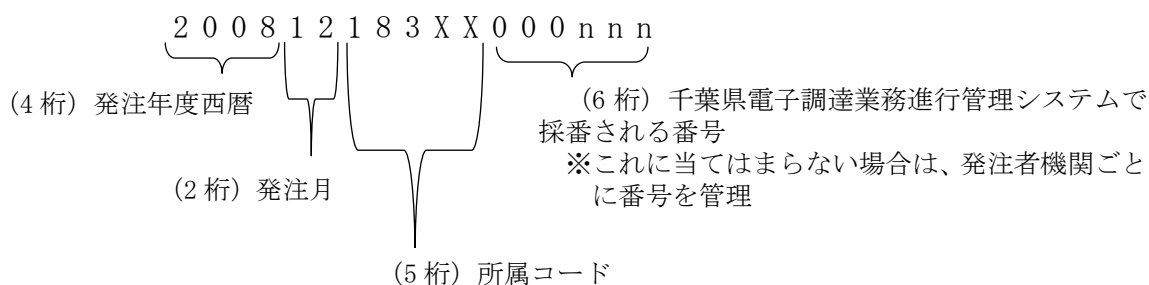 ２００８１２１８３ＸＸ０００ｎｎｎ
（4 桁）発注年度西暦
（6 桁）千葉県電子調達業務進行管理システムで
採番される番号
※これに当てはまらない場合は、発注者機関ごと
に番号を管理
（2 桁）発注月
（5 桁）所属コード